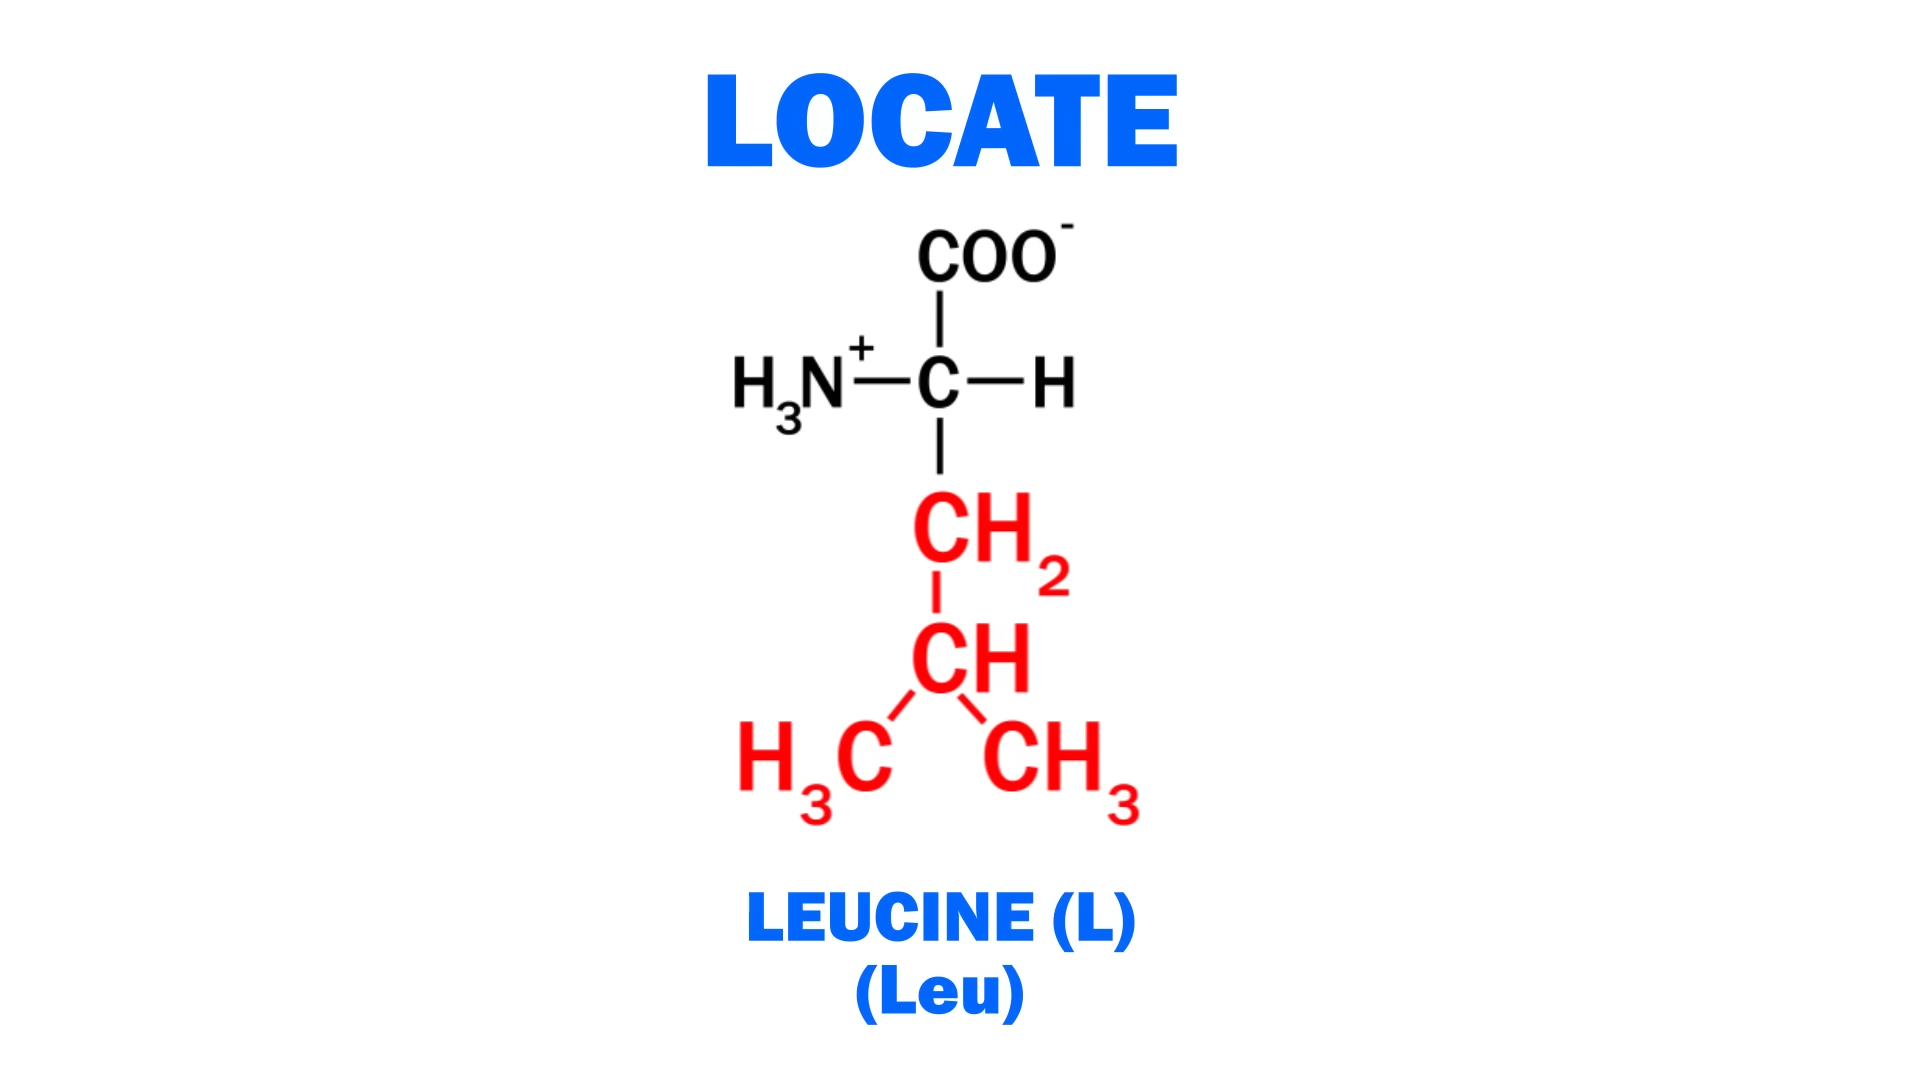 LOCATE
COO-
H3N+—C—H
CH2
CH
H3C CH3
LEUCINE (L)
(Leu)